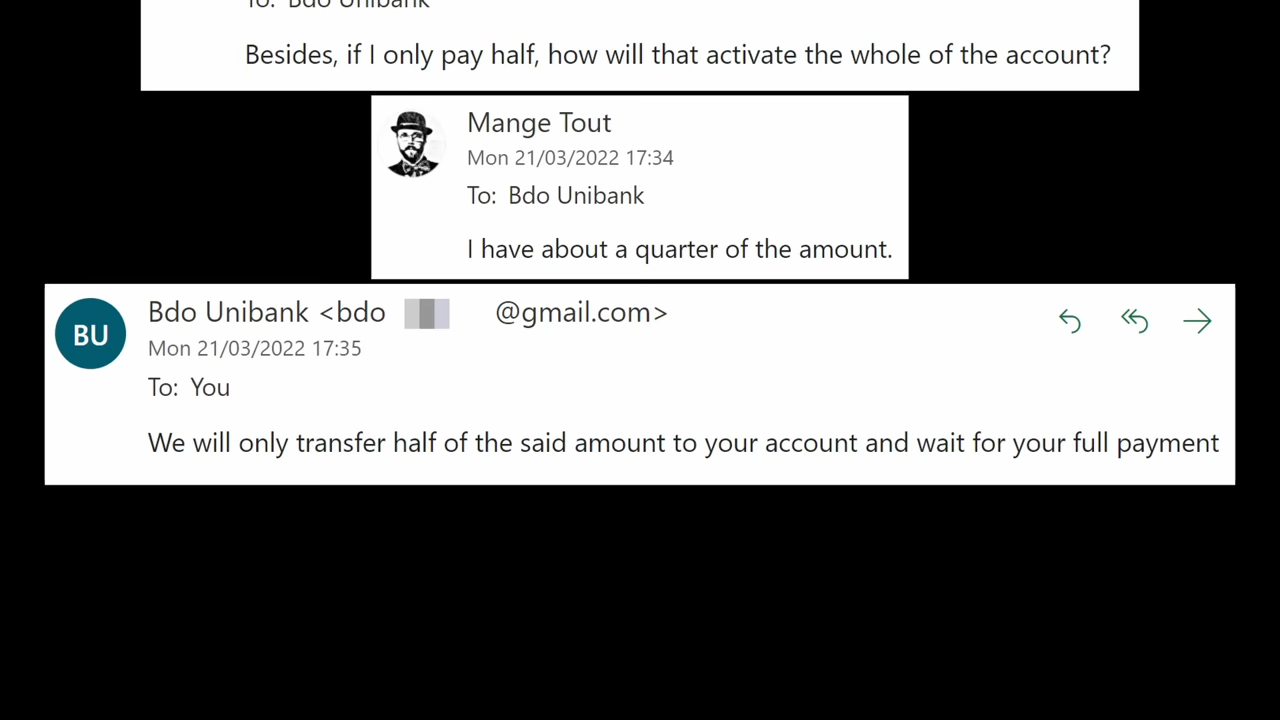 To: Bdo Unibank
Besides, if I only pay half, how will that activate the whole of the account?
Mange Tout
Mon 21/03/2022 17:34
To: Bdo Unibank
I have about a quarter of the amount.
BU
Bdo Unibank <bdo @gmail.com>
Mon 21/03/2022 17:35
To: You
We will only transfer half of the said amount to your account and wait for your full payment